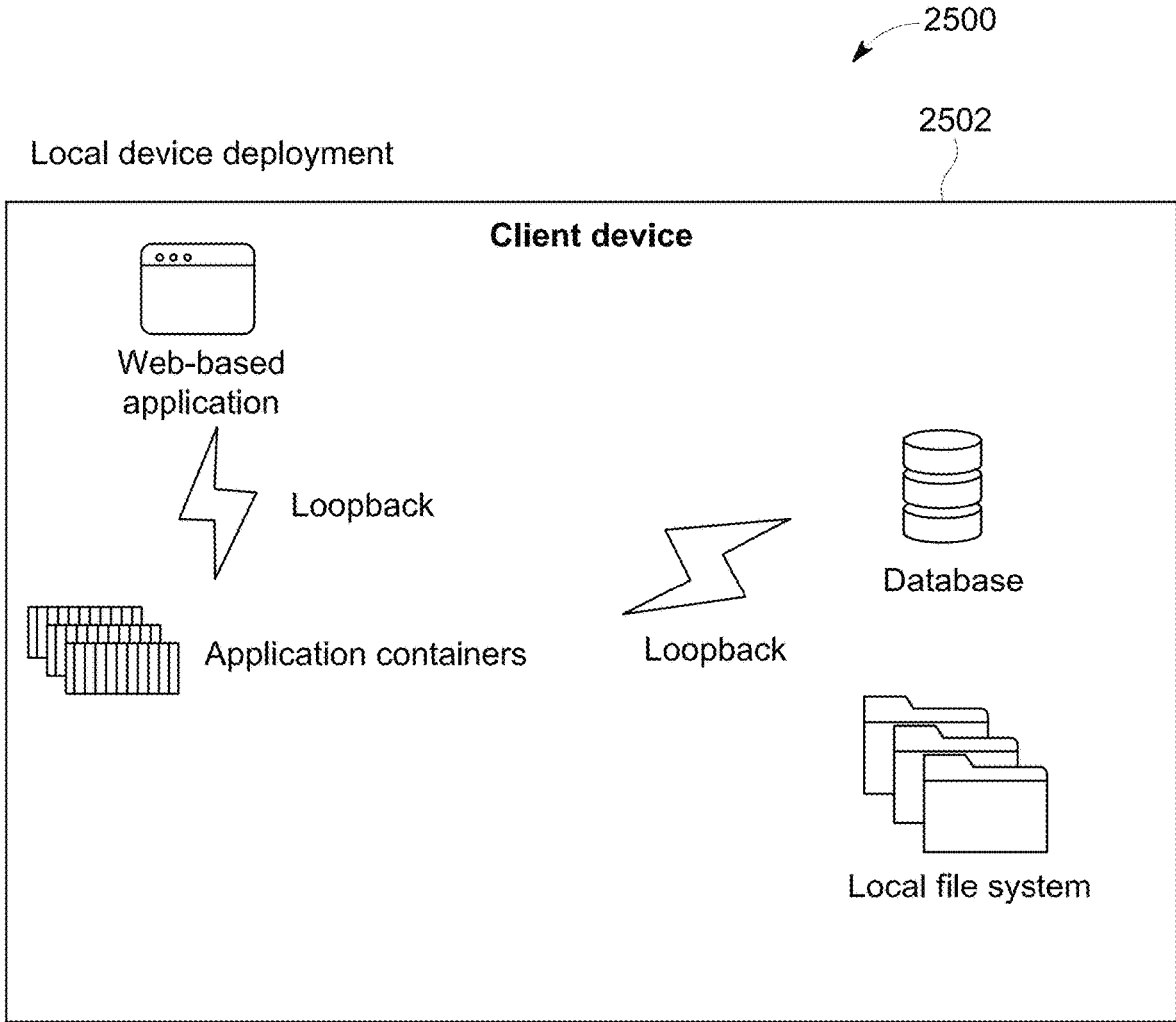 2500
2502
Local device deployment
Client device
Web-based
application
Loopback
Database
Application containers
Loopback
Local file system